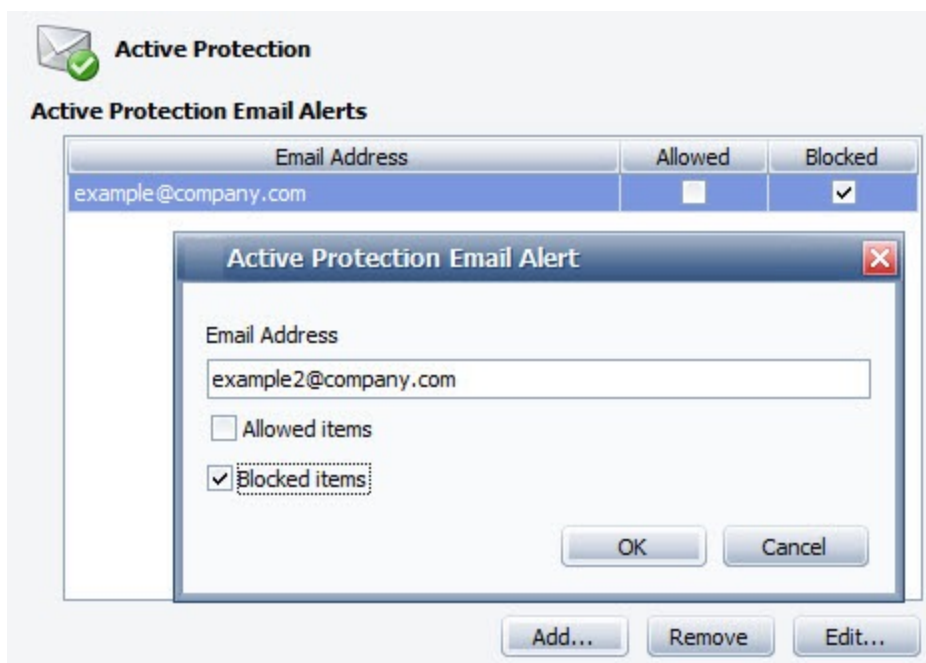 Active Protection
Active Protection Email Alerts
Email Address Allowed Blocked
example@company.com
Active Protection Email Alert
Email Address
example2@company.com
Allowed items
Blocked items
OK Cancel
Add... Remove Edit...